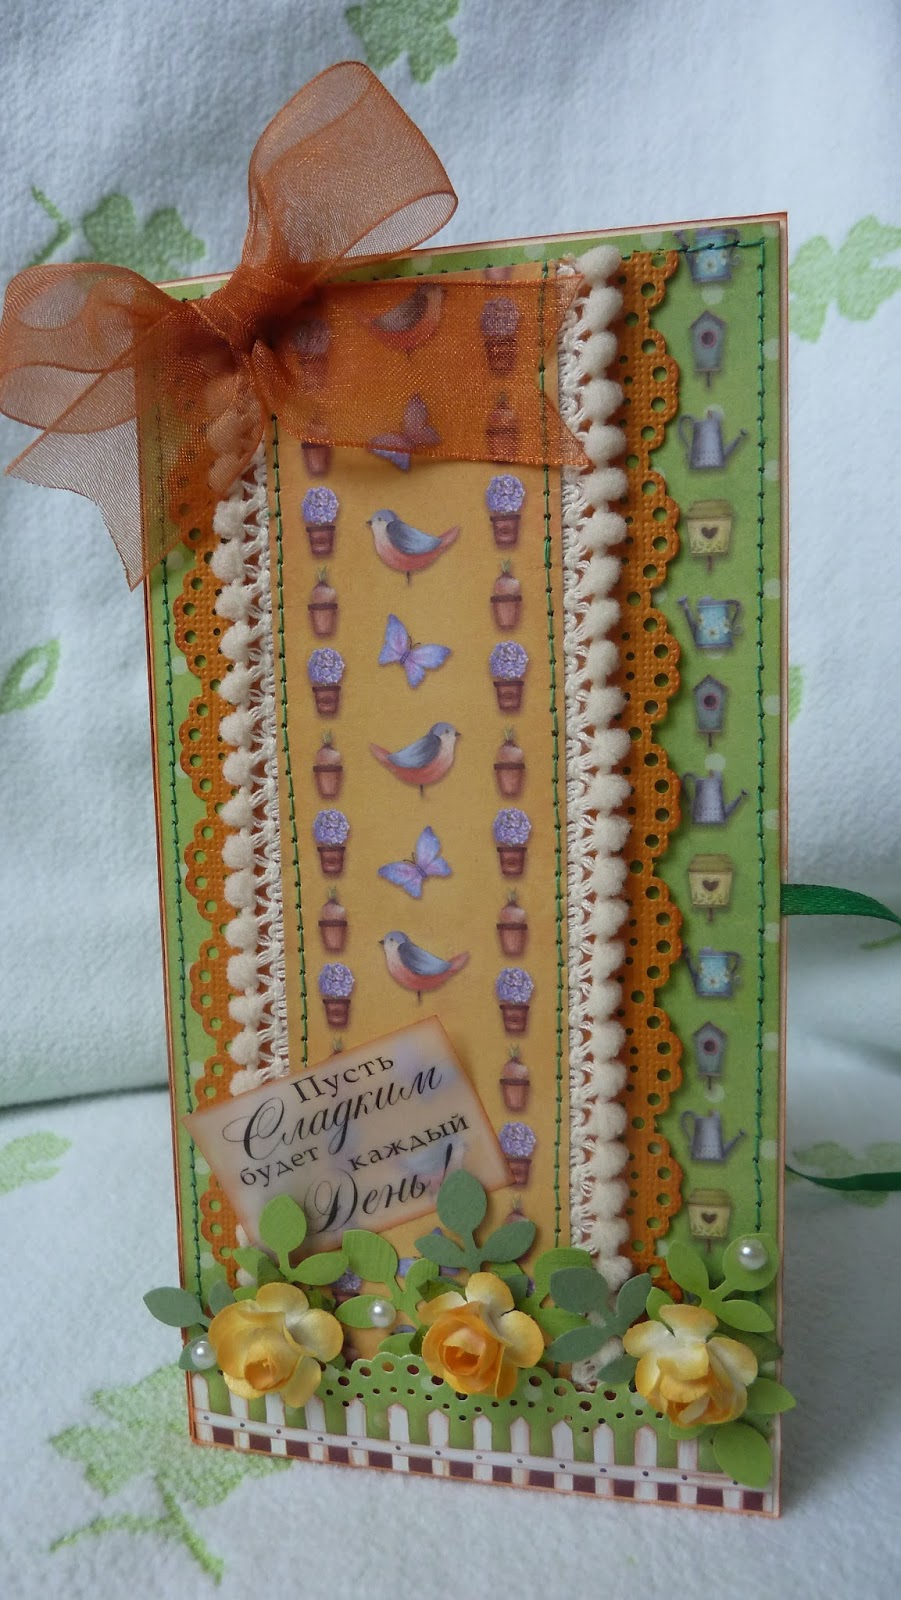 Пусть
Сладким
будет каждый
День!